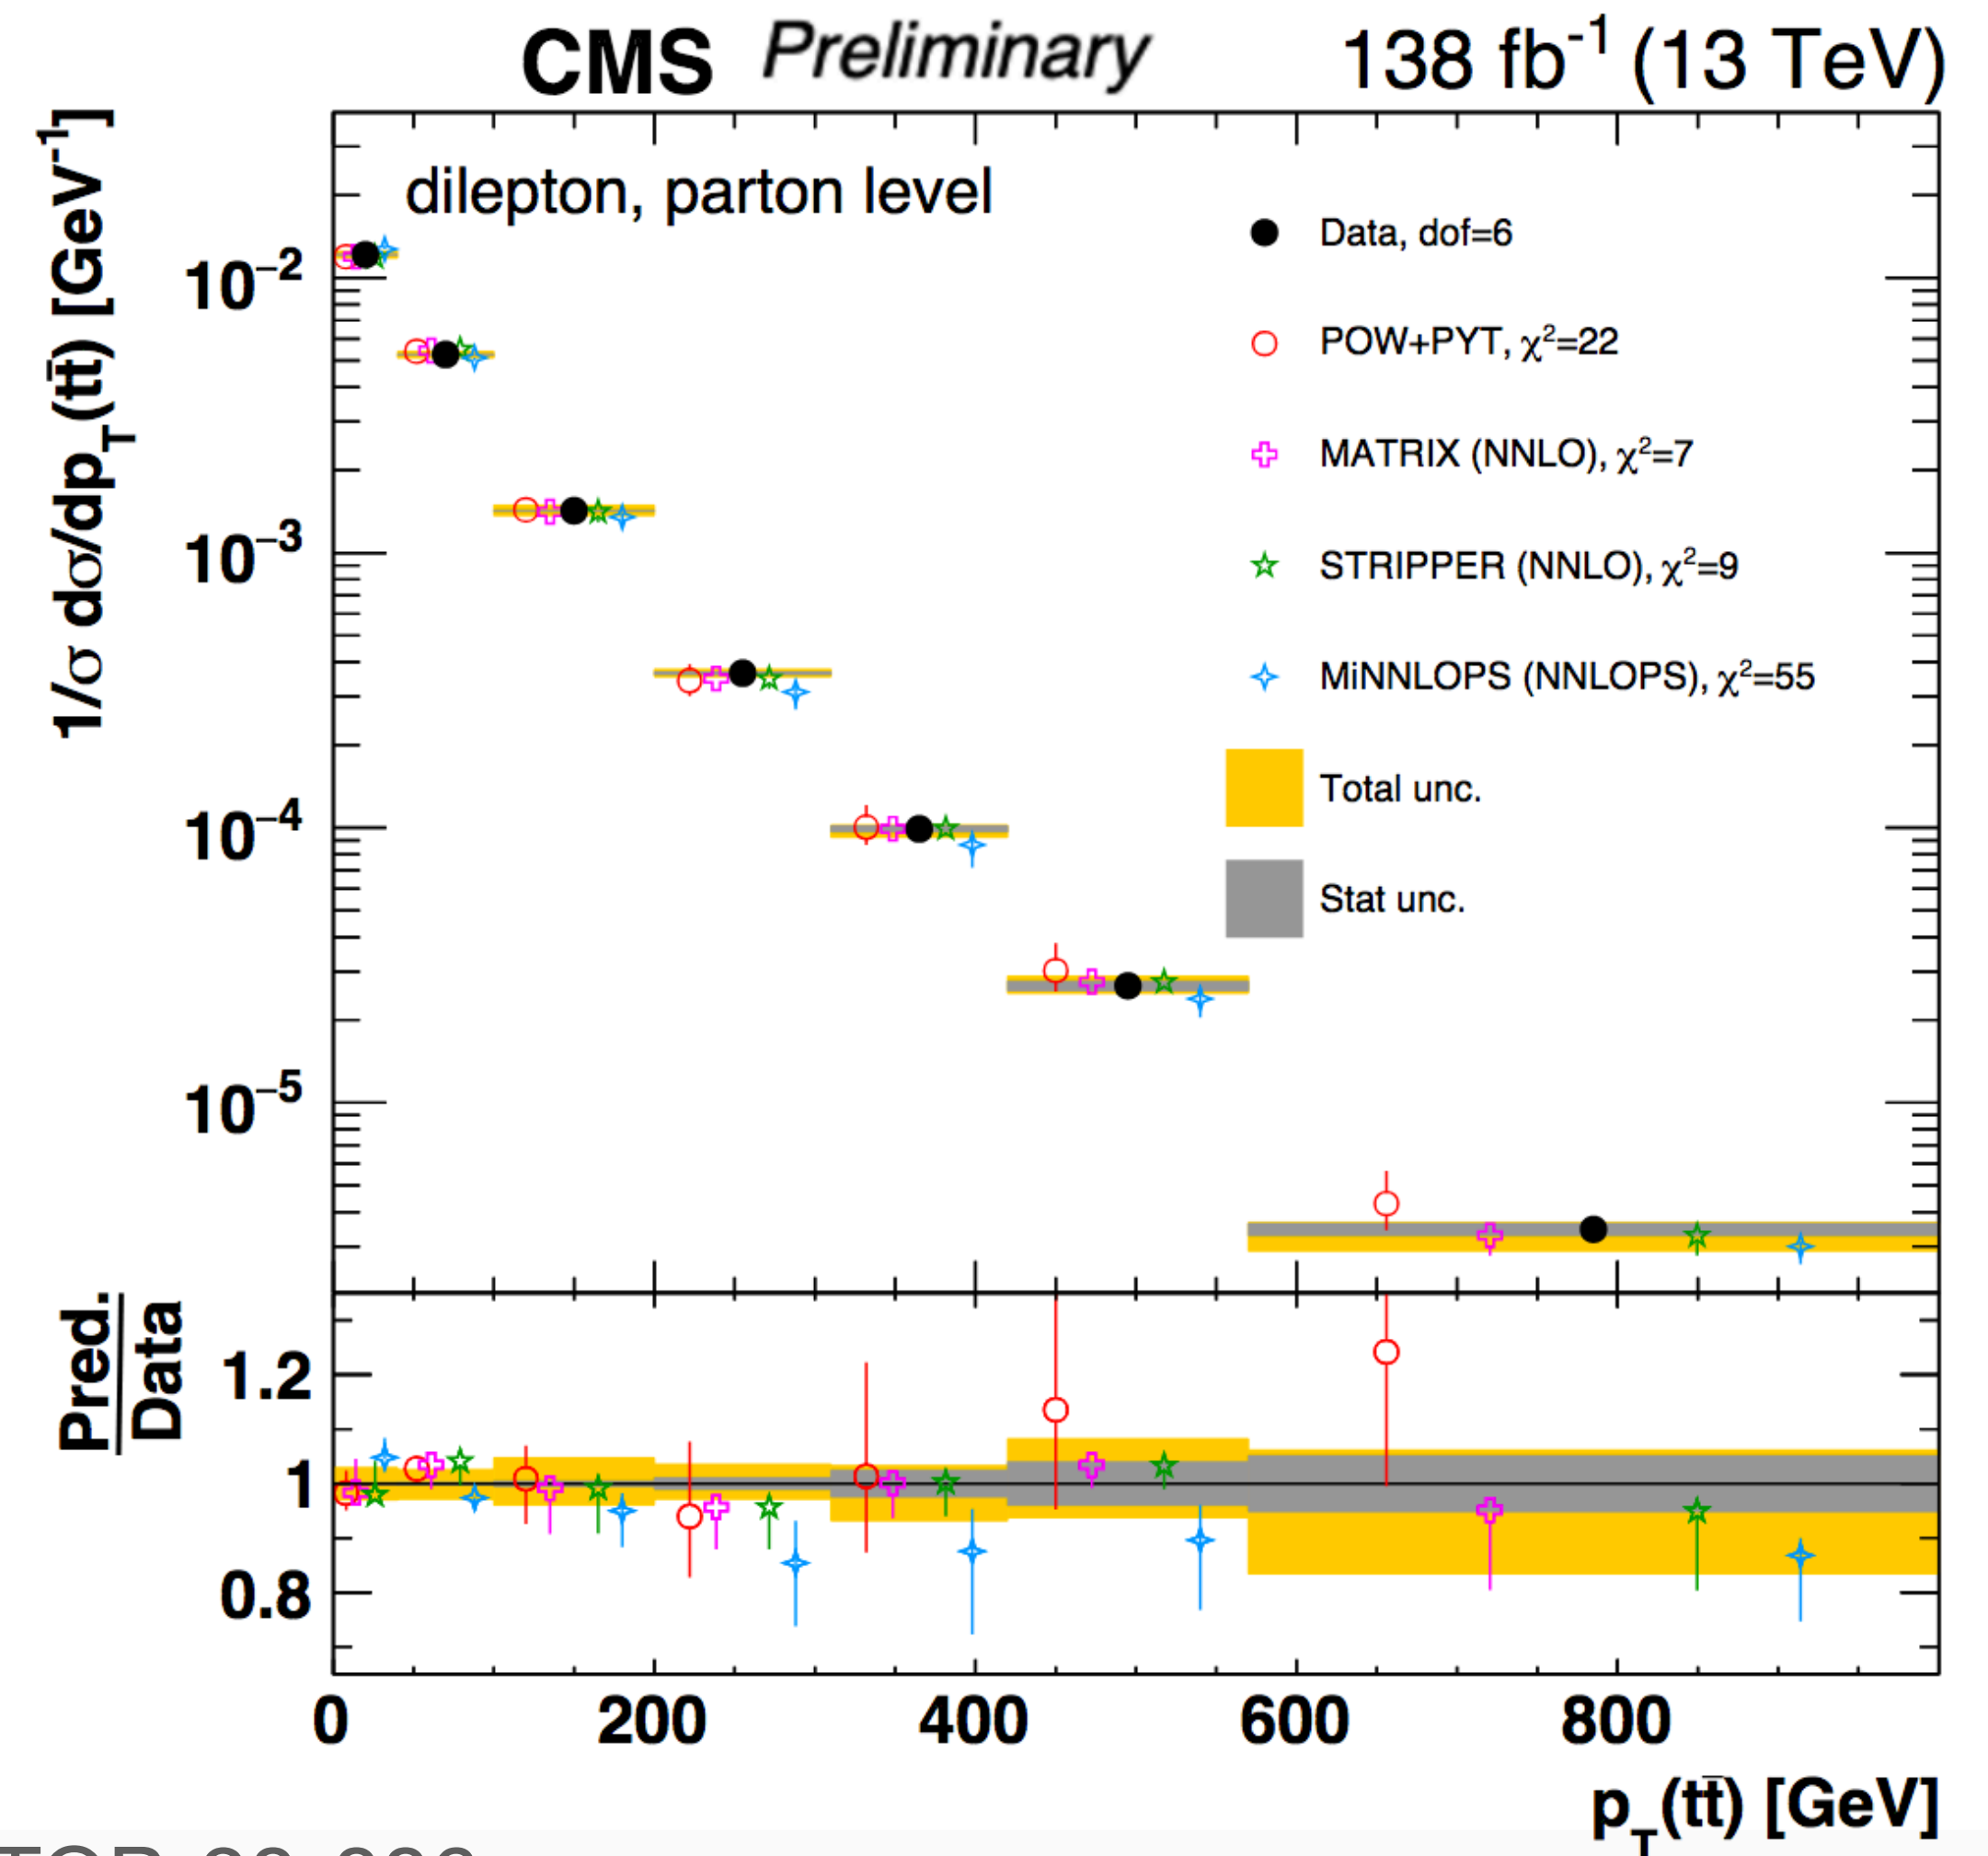 CMS Preliminary 138 fb⁻¹ (13 TeV)
1/σ dσ/dp_T(tt̄) [GeV⁻¹]
dilepton, parton level
Data, dof=6
POW+PYT, χ²=22
MATRIX (NNLO), χ²=7
STRIPPER (NNLO), χ²=9
MiNNLOPS (NNLOPS), χ²=55
Total unc.
Stat unc.
10⁻²
10⁻³
10⁻⁴
10⁻⁵
Pred.
Data
1.2
1
0.8
0 200 400 600 800
p_T(tt̄) [GeV]